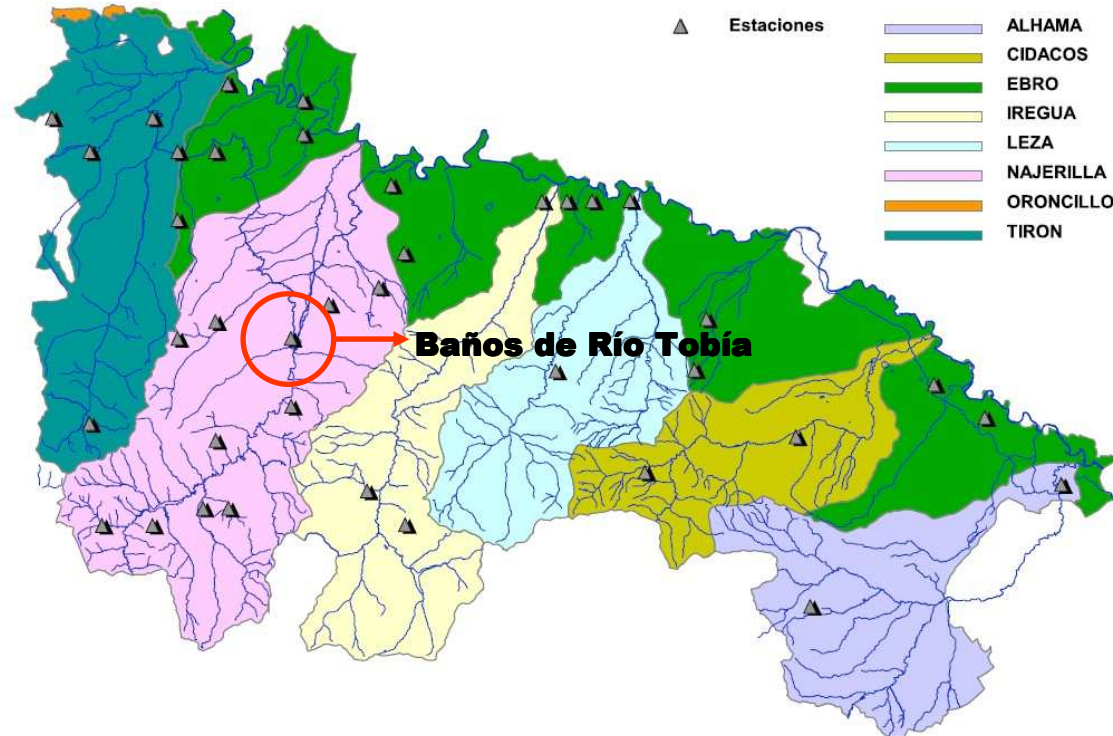 Estaciones
ALHAMA
CIDACOS
EBRO
IREGUA
LEZA
NAJERILLA
ORONCILLO
TIRON
Baños de Río Tobía